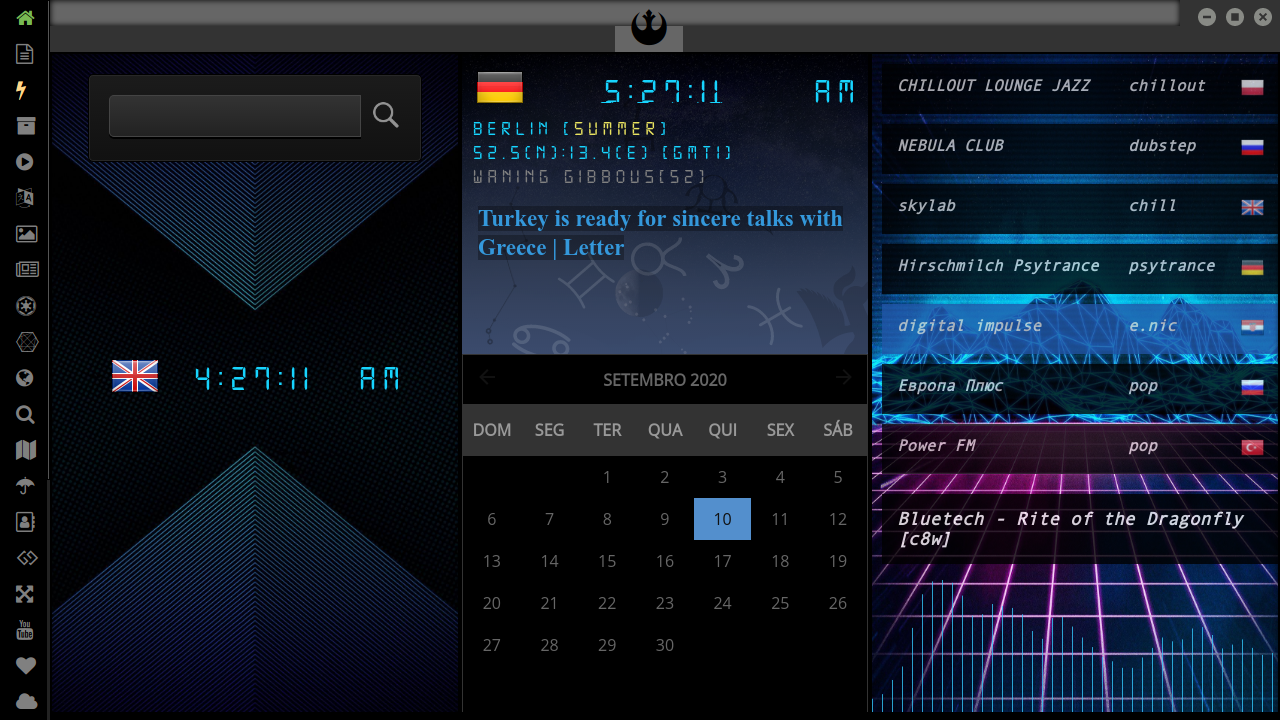 You
Tube
4:27:11 AM
5:27:11 AM
BERLIN [SUMMER]
52.5(N):13.4(E) [GMT1]
WANING GIBBOUS[52]
Turkey is ready for sincere talks with
Greece | Letter
SETEMBRO 2020
DOM SEG TER QUA QUI SEX SÁB
1 2 3 4 5
6 7 8 9 10 11 12
13 14 15 16 17 18 19
20 21 22 23 24 25 26
27 28 29 30
CHILLOUT LOUNGE JAZZ chillout
NEBULA CLUB dubstep
skylab chill
Hirschmilch Psytrance psytrance
digital impulse e.nic
Европа Плюс pop
Power FM pop
Bluetech - Rite of the Dragonfly
[c8w]